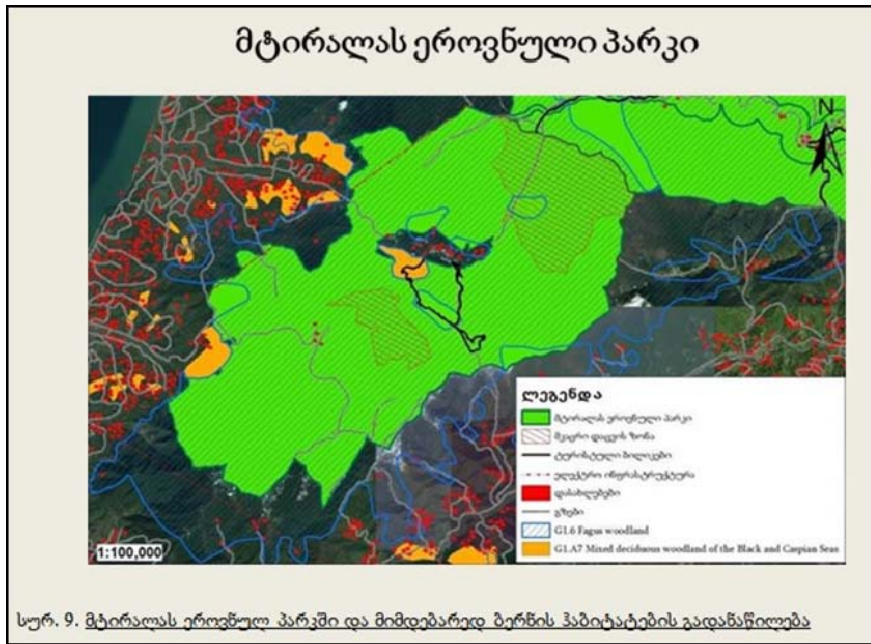 მტირალას ეროვნული პარკი
N
ლეგენდა
მტირალას ეროვნული პარკი
მკაცრი დაცვის ზონა
ტურისტული ბილიკები
ელექტრო ინფრასტრუქტურა
დასახლებები
გზები
G1.6 Fagus woodland
G1.A7 Mixed deciduous woodland of the Black and Caspian Seas
1:100,000
სურ. 9. მტირალას ეროვნულ პარკში და მიმდებარედ ბერნის ჰაბიტატების გადანაწილება